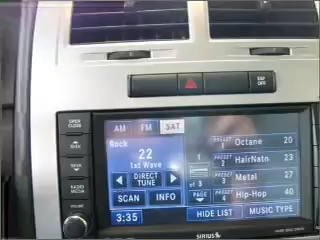 ESP
OFF
OPEN
CLOSE
SEEK
SEEK
RADIO
MEDIA
AM FM SAT
Rock
22
1st Wave
DIRECT
TUNE
SCAN INFO
3:35
1
of 3
PAGE
PRESET 1 Octane 20
PRESET 2 HairNatn 23
PRESET 3 Metal 27
PRESET 4 Hip-Hop 40
HIDE LIST MUSIC TYPE
SIRIUS